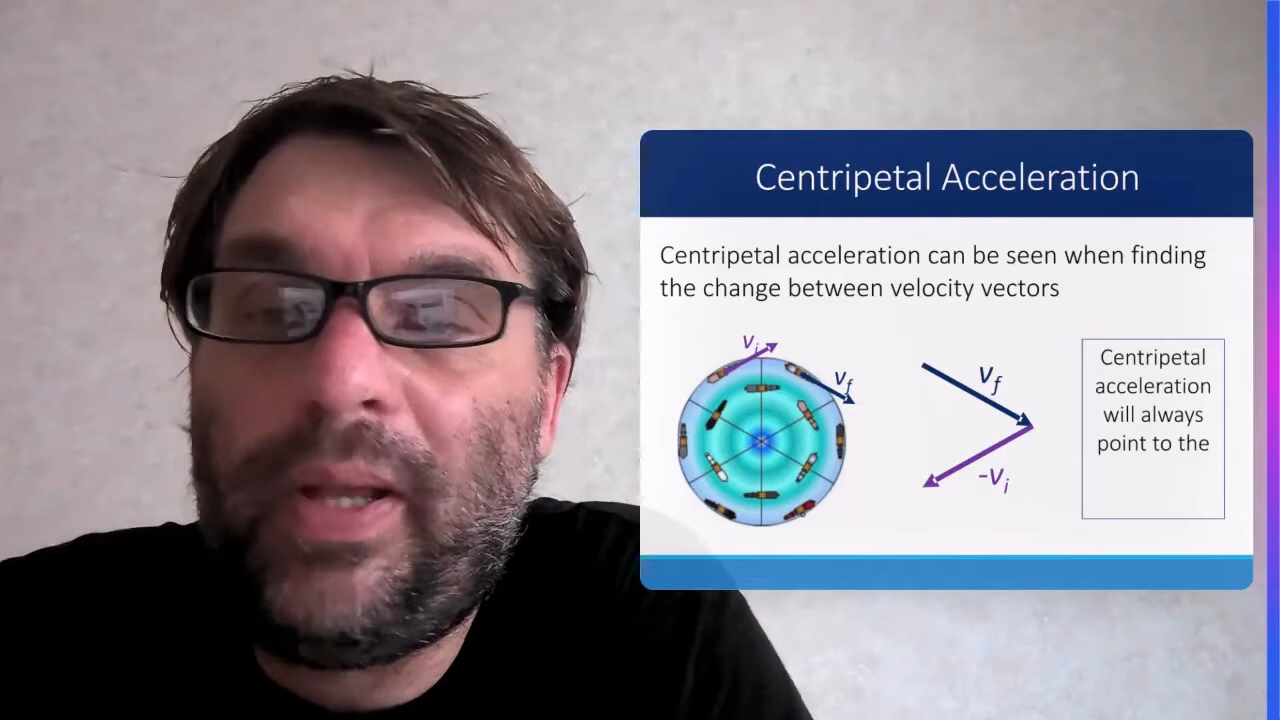 Centripetal Acceleration
Centripetal acceleration can be seen when finding
the change between velocity vectors
vi
vf
vf
-vi
Centripetal
acceleration
will always
point to the